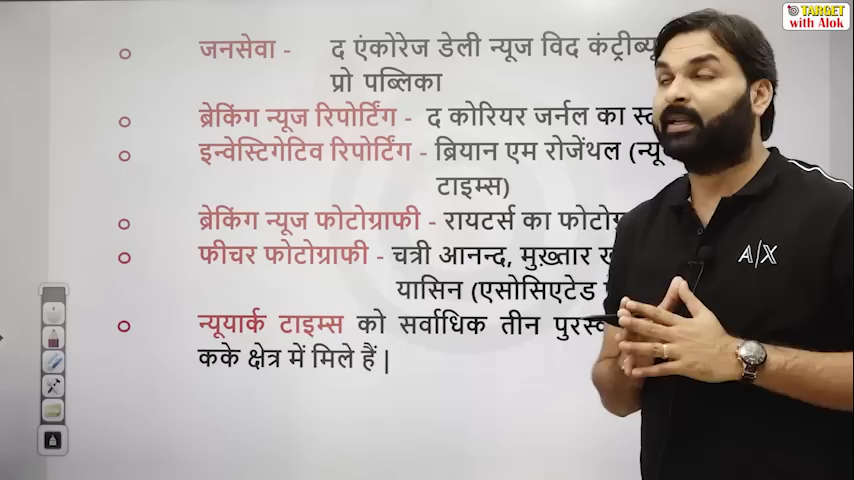 TARGET
with Alok
जनसेवा - द एंकोरेज डेली न्यूज विद
प्रो पब्लिका
ब्रेकिंग न्यूज रिपोर्टिंग - द कोरियर जर्नल का
इन्वेस्टिगेटिव रिपोर्टिंग - ब्रियान एम रोजेंथल
टाइम्स)
ब्रेकिंग न्यूज फोटोग्राफी - रायटर्स का
फीचर फोटोग्राफी - चत्री आनन्द, मुख़्तार
यासिन (एसोसिएटेड
न्यूयार्क टाइम्स को सर्वाधिक तीन
कके क्षेत्र में मिले हैं |
A|X